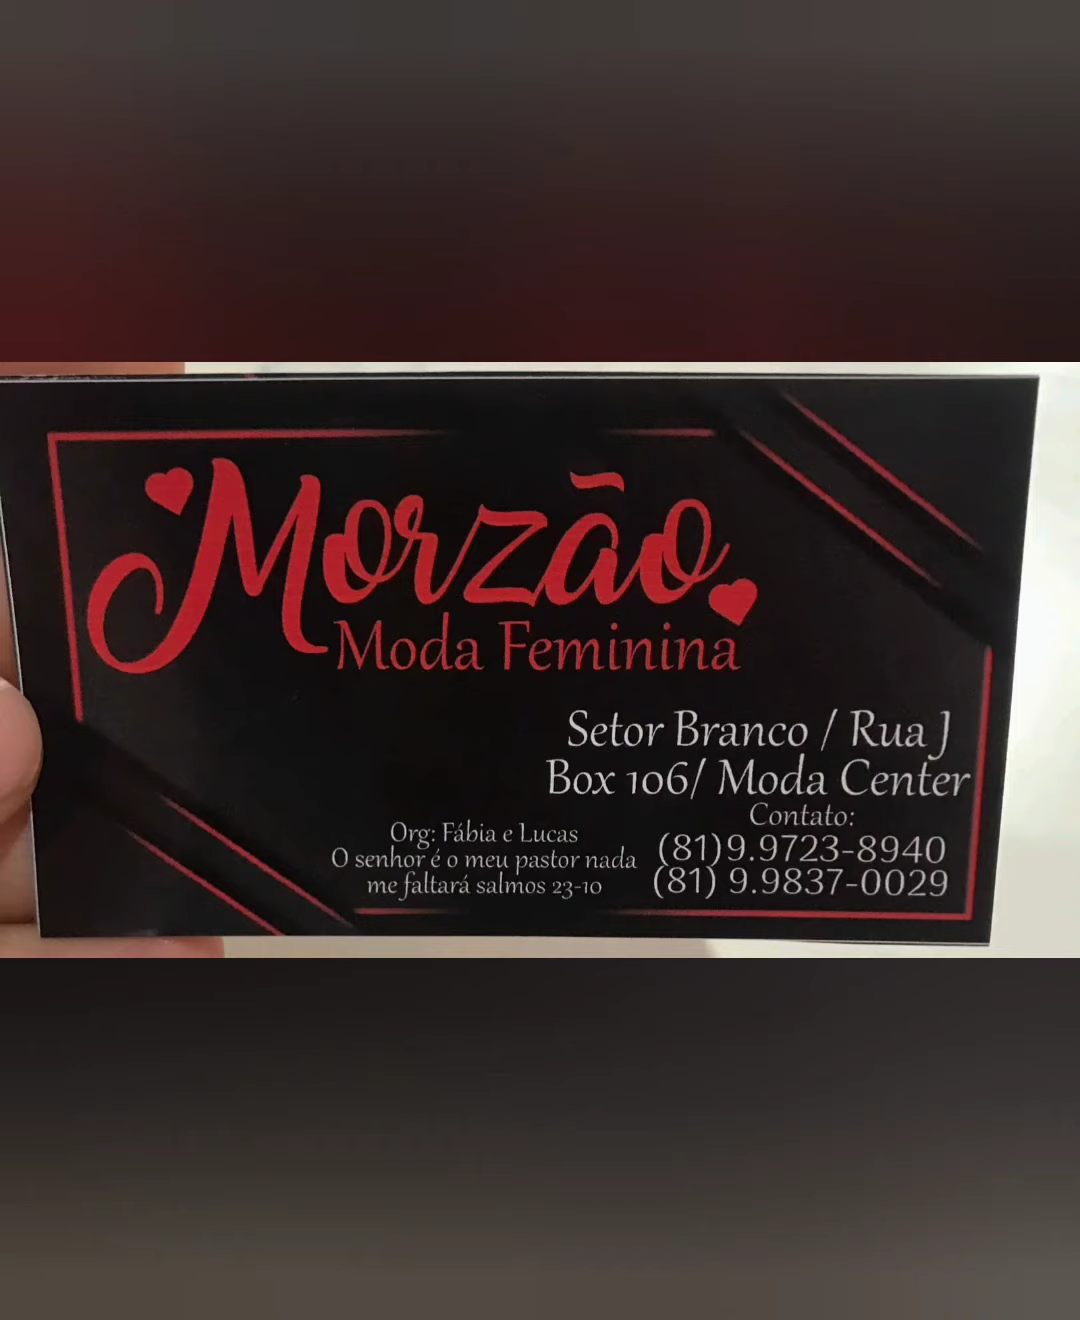 Morzão
Moda Feminina
Setor Branco / Rua J
Box 106/ Moda Center
Contato:
(81)9.9723-8940
(81) 9.9837-0029
Org: Fábia e Lucas
O senhor é o meu pastor nada
me faltará salmos 23-10